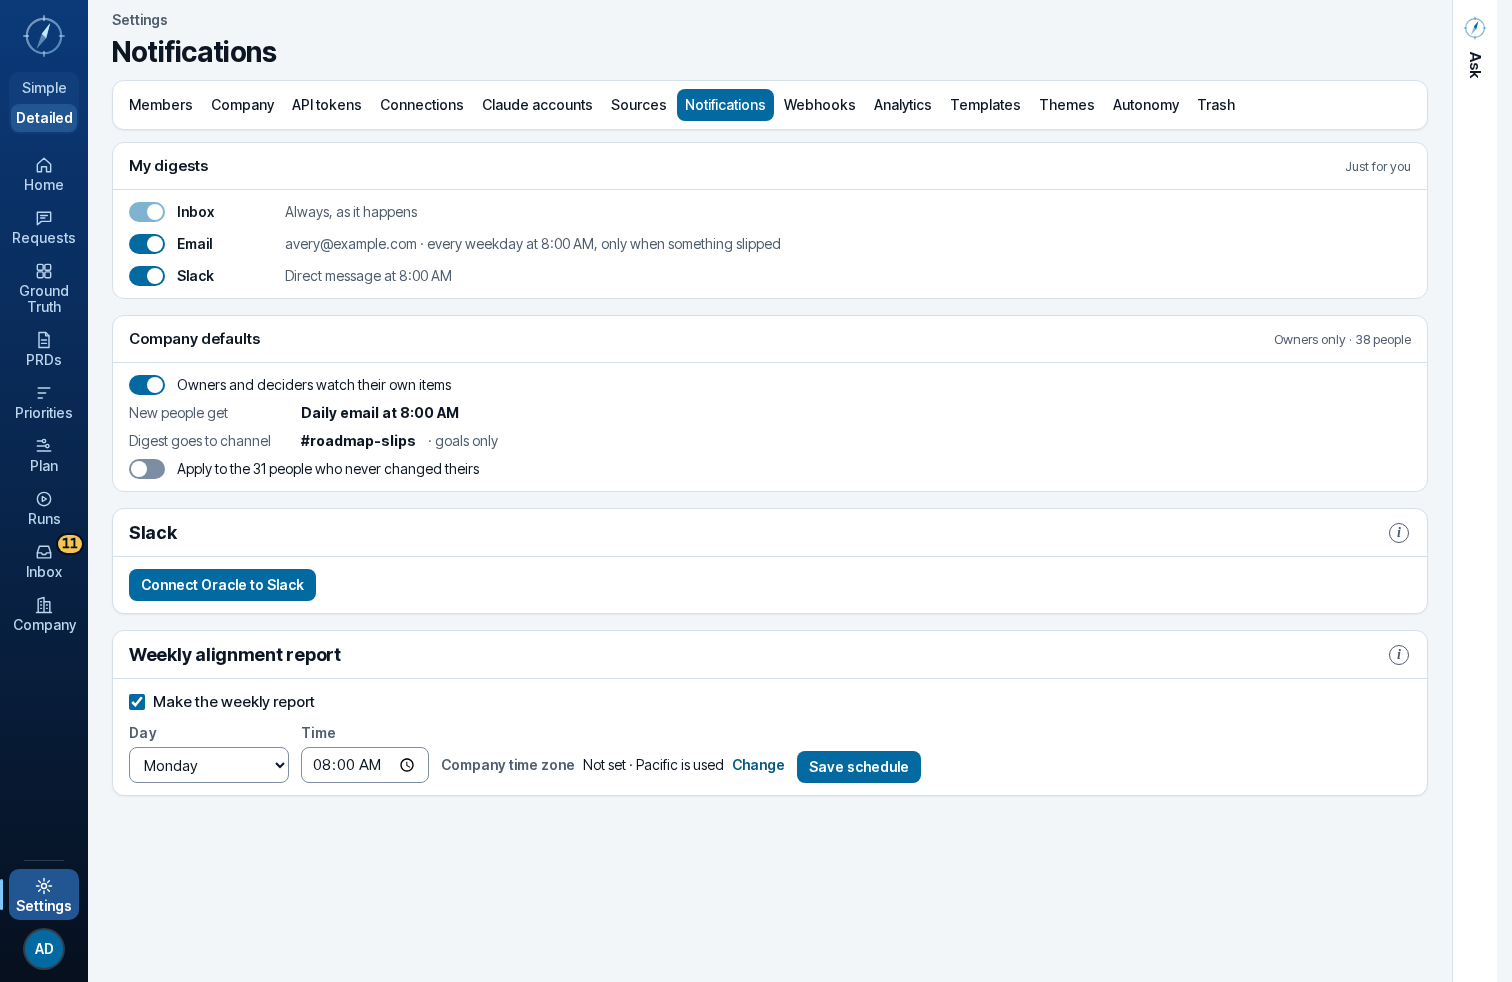 Simple
Detailed
Home
Requests
Ground
Truth
PRDs
Priorities
Plan
Runs
11
Inbox
Company
Settings
AD
Settings
Notifications
Members Company API tokens Connections Claude accounts Sources Notifications Webhooks Analytics Templates Themes Autonomy Trash
My digests Just for you
Inbox Always, as it happens
Email avery@example.com · every weekday at 8:00 AM, only when something slipped
Slack Direct message at 8:00 AM
Company defaults Owners only · 38 people
Owners and deciders watch their own items
New people get Daily email at 8:00 AM
Digest goes to channel #roadmap-slips · goals only
Apply to the 31 people who never changed theirs
Slack i
Connect Oracle to Slack
Weekly alignment report i
Make the weekly report
Day Time
Monday 08:00 AM Company time zone Not set · Pacific is used Change Save schedule
Ask